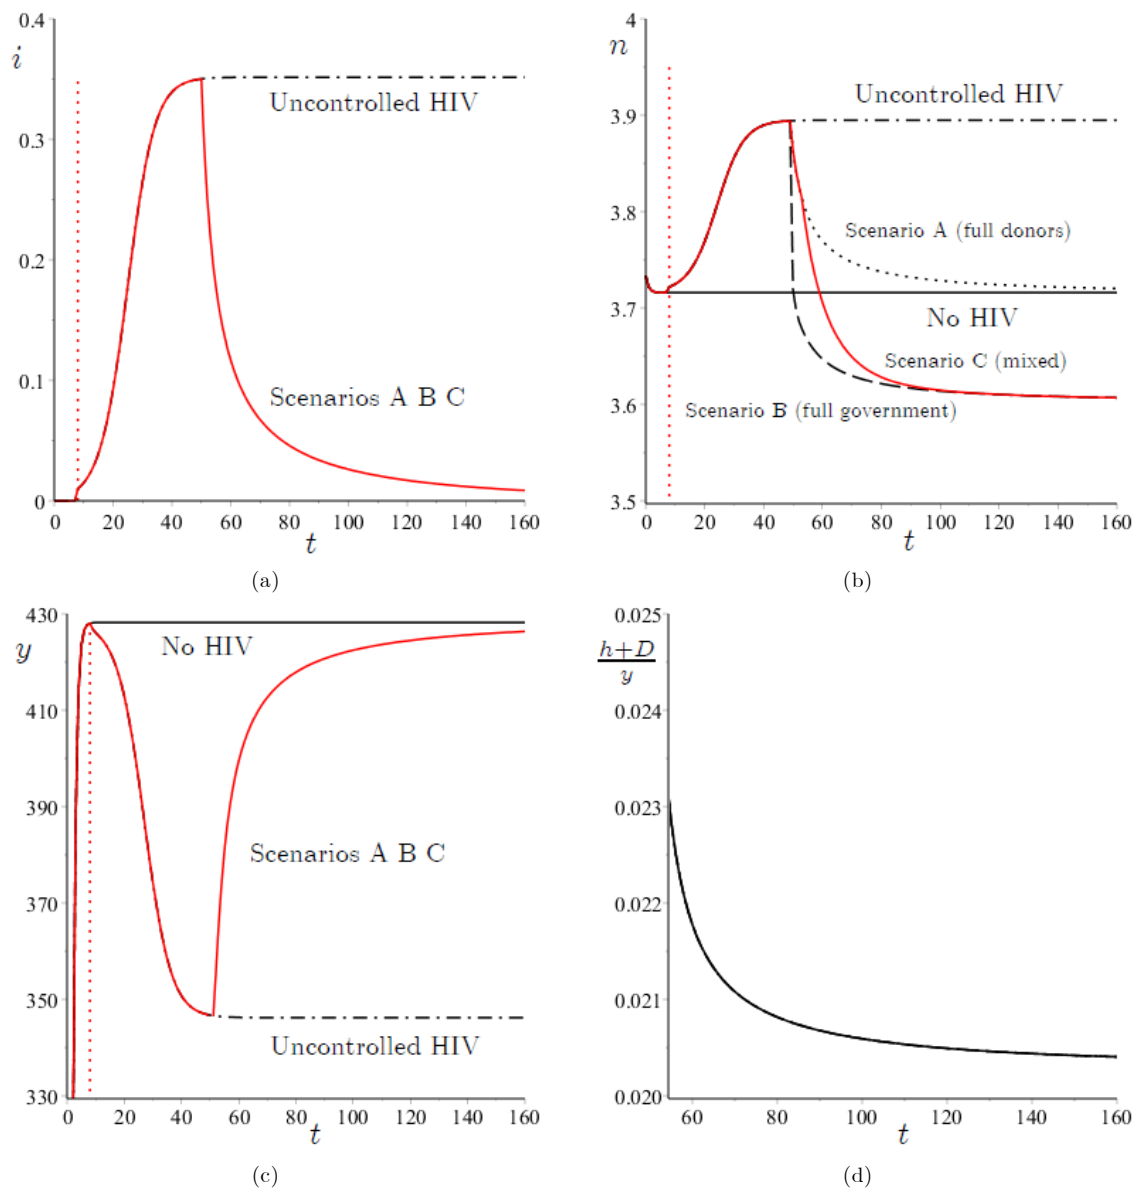 0.4
i
Uncontrolled HIV
0.3
0.2
0.1
Scenarios A B C
0
0 20 40 60 80 100 120 140 160
t
(a)
4
n
Uncontrolled HIV
3.9
3.8
Scenario A (full donors)
3.7
No HIV
Scenario C (mixed)
3.6
Scenario B (full government)
3.5
0 20 40 60 80 100 120 140 160
t
(b)
430
y
No HIV
410
390
Scenarios A B C
370
350
Uncontrolled HIV
330
0 20 40 60 80 100 120 140 160
t
(c)
0.025
h+D
y
0.024
0.023
0.022
0.021
0.020
60 80 100 120 140 160
t
(d)